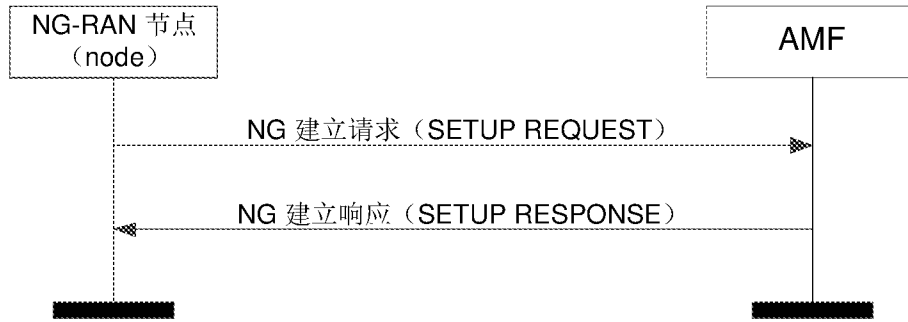 NG-RAN 节点
（node）
AMF
NG 建立请求（SETUP REQUEST）
NG 建立响应（SETUP RESPONSE）